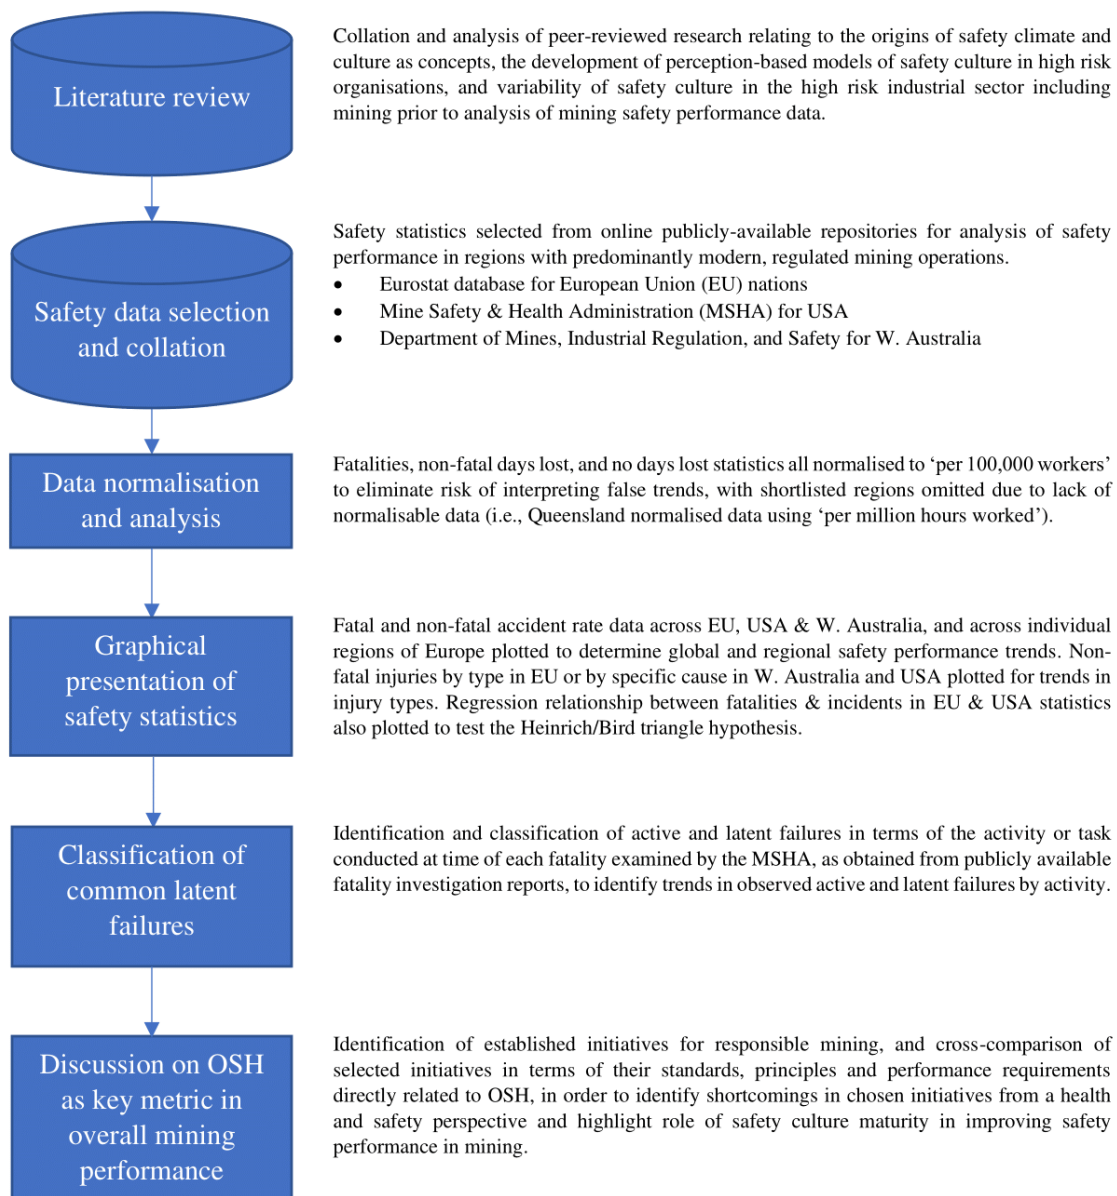 Literature review
Collation and analysis of peer-reviewed research relating to the origins of safety climate and
culture as concepts, the development of perception-based models of safety culture in high risk
organisations, and variability of safety culture in the high risk industrial sector including
mining prior to analysis of mining safety performance data.
Safety data selection
and collation
Safety statistics selected from online publicly-available repositories for analysis of safety
performance in regions with predominantly modern, regulated mining operations.
• Eurostat database for European Union (EU) nations
• Mine Safety & Health Administration (MSHA) for USA
• Department of Mines, Industrial Regulation, and Safety for W. Australia
Data normalisation
and analysis
Fatalities, non-fatal days lost, and no days lost statistics all normalised to ‘per 100,000 workers’
to eliminate risk of interpreting false trends, with shortlisted regions omitted due to lack of
normalisable data (i.e., Queensland normalised data using ‘per million hours worked’).
Graphical
presentation of
safety statistics
Fatal and non-fatal accident rate data across EU, USA & W. Australia, and across individual
regions of Europe plotted to determine global and regional safety performance trends. Non-
fatal injuries by type in EU or by specific cause in W. Australia and USA plotted for trends in
injury types. Regression relationship between fatalities & incidents in EU & USA statistics
also plotted to test the Heinrich/Bird triangle hypothesis.
Classification of
common latent
failures
Identification and classification of active and latent failures in terms of the activity or task
conducted at time of each fatality examined by the MSHA, as obtained from publicly available
fatality investigation reports, to identify trends in observed active and latent failures by activity.
Discussion on OSH
as key metric in
overall mining
performance
Identification of established initiatives for responsible mining, and cross-comparison of
selected initiatives in terms of their standards, principles and performance requirements
directly related to OSH, in order to identify shortcomings in chosen initiatives from a health
and safety perspective and highlight role of safety culture maturity in improving safety
performance in mining.